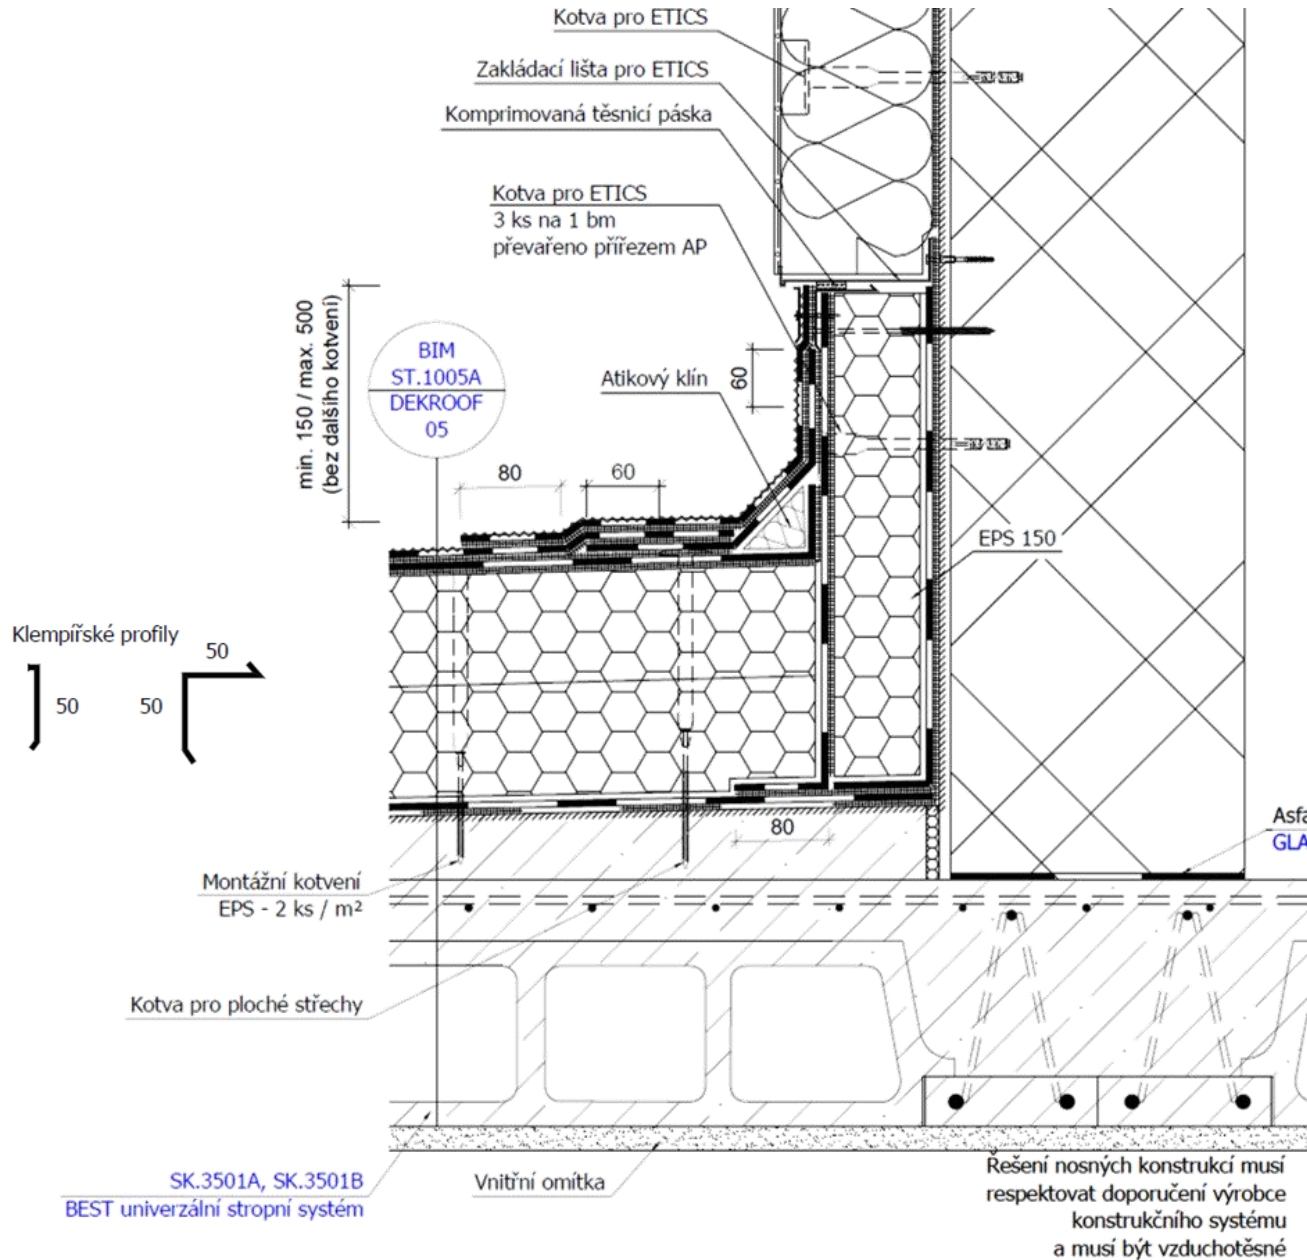 Kotva pro ETICS
Zakládací lišta pro ETICS
Komprimovaná těsnicí páska
Kotva pro ETICS
3 ks na 1 bm
převařeno přířezem AP
min. 150 / max. 500
(bez dalšího kotvení)
BIM
ST.1005A
DEKROOF
05
60
Atikový klín
80
60
EPS 150
Klempířské profily
50
50
50
80
Asfa
GLA
Montážní kotvení
EPS - 2 ks / m²
Kotva pro ploché střechy
SK.3501A, SK.3501B
BEST univerzální stropní systém
Vnitřní omítka
Řešení nosných konstrukcí musí
respektovat doporučení výrobce
konstrukčního systému
a musí být vzduchotěsné